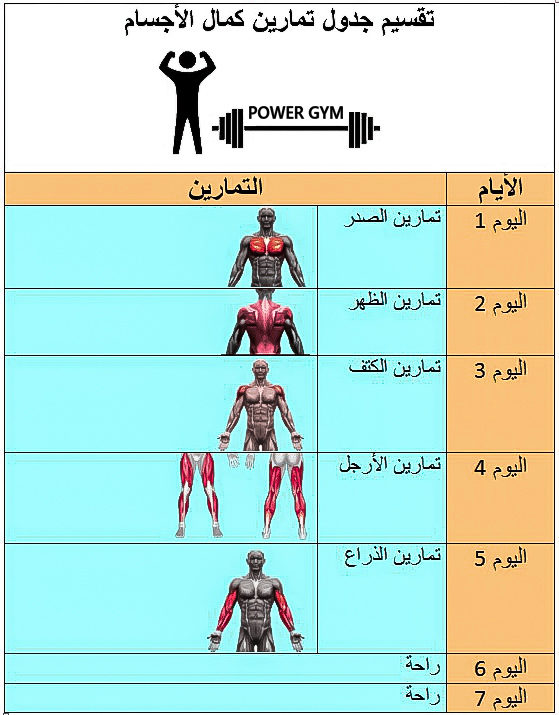 تقسيم جدول تمارين كمال الأجسام
POWER GYM
الأيام التمارين
اليوم 1 تمارين الصدر
اليوم 2 تمارين الظهر
اليوم 3 تمارين الكتف
اليوم 4 تمارين الأرجل
اليوم 5 تمارين الذراع
اليوم 6 راحة
اليوم 7 راحة